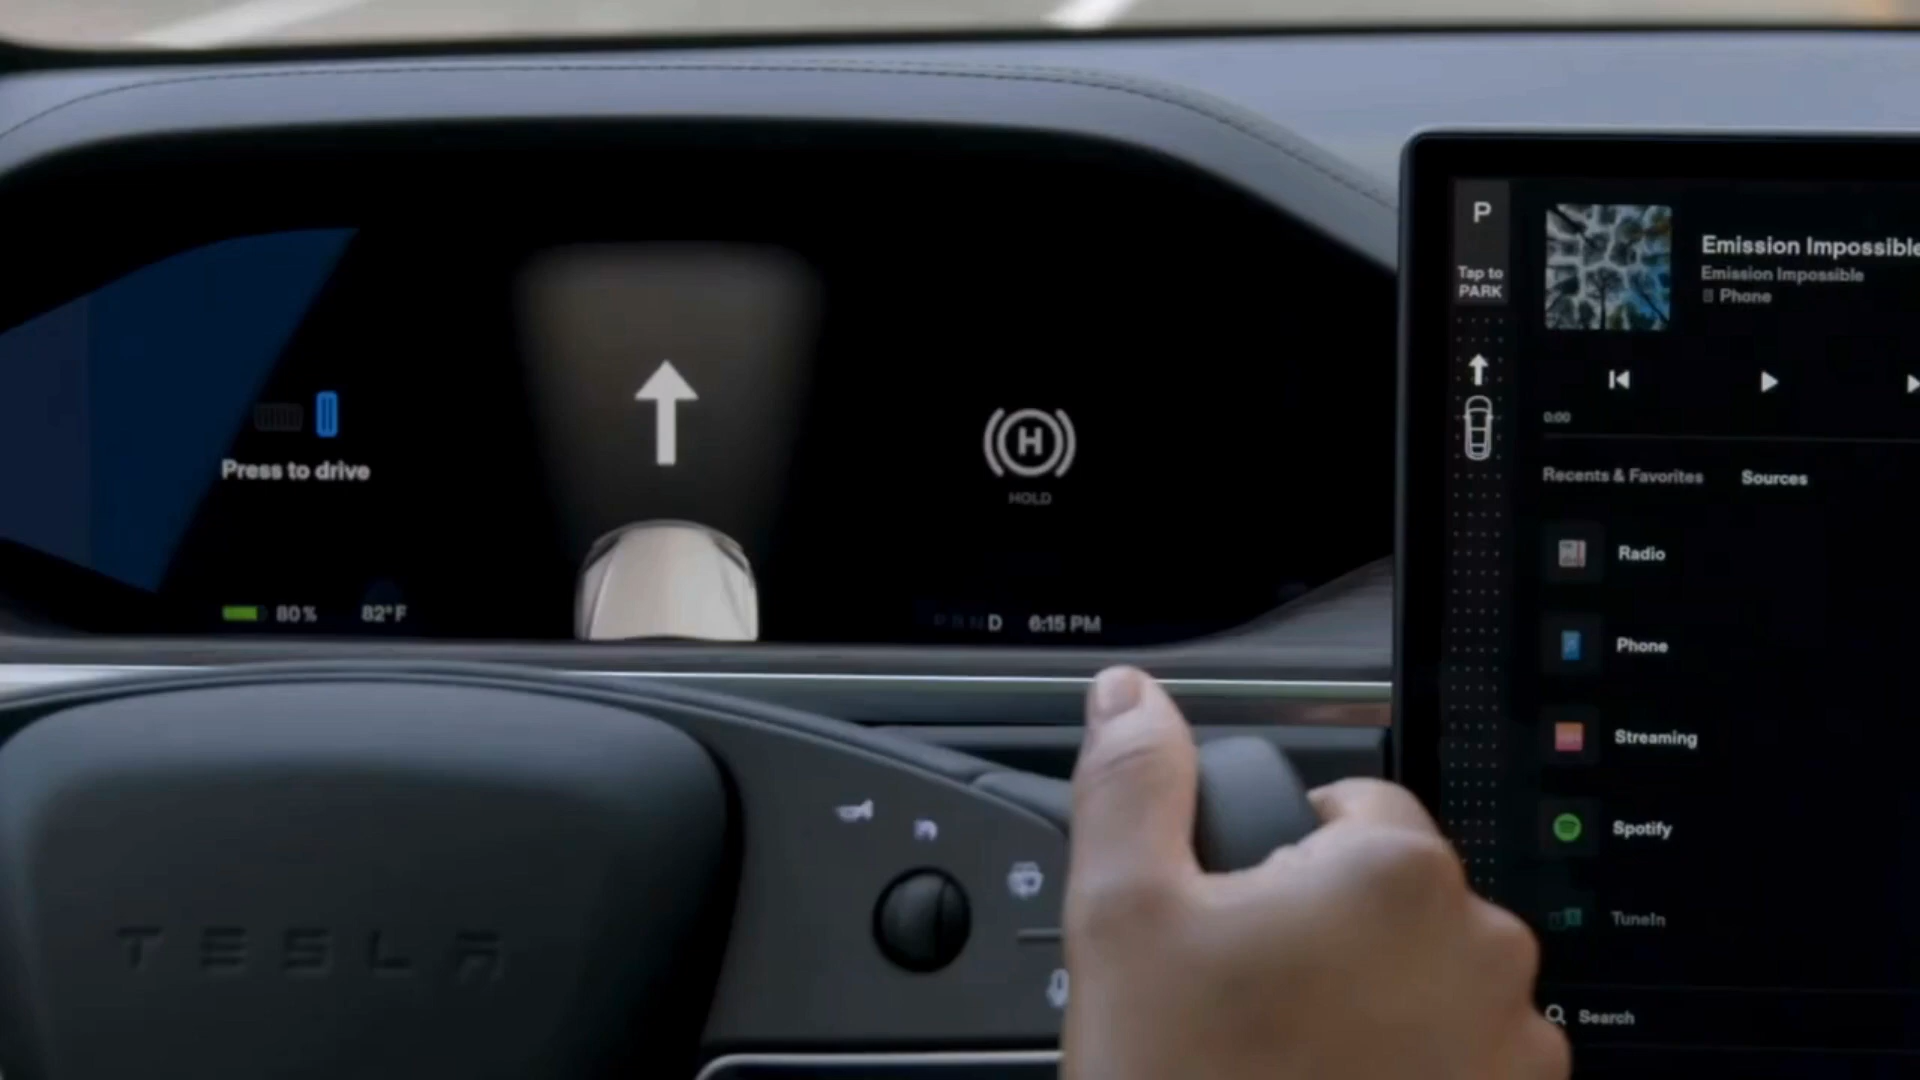 Press to drive
80%
82°F
H
HOLD
P R N D
6:15 PM
TESLA
P
Tap to
PARK
Emission Impossible
Emission Impossible
Phone
0:00
Recents & Favorites
Sources
Radio
Phone
Streaming
Spotify
TuneIn
Search